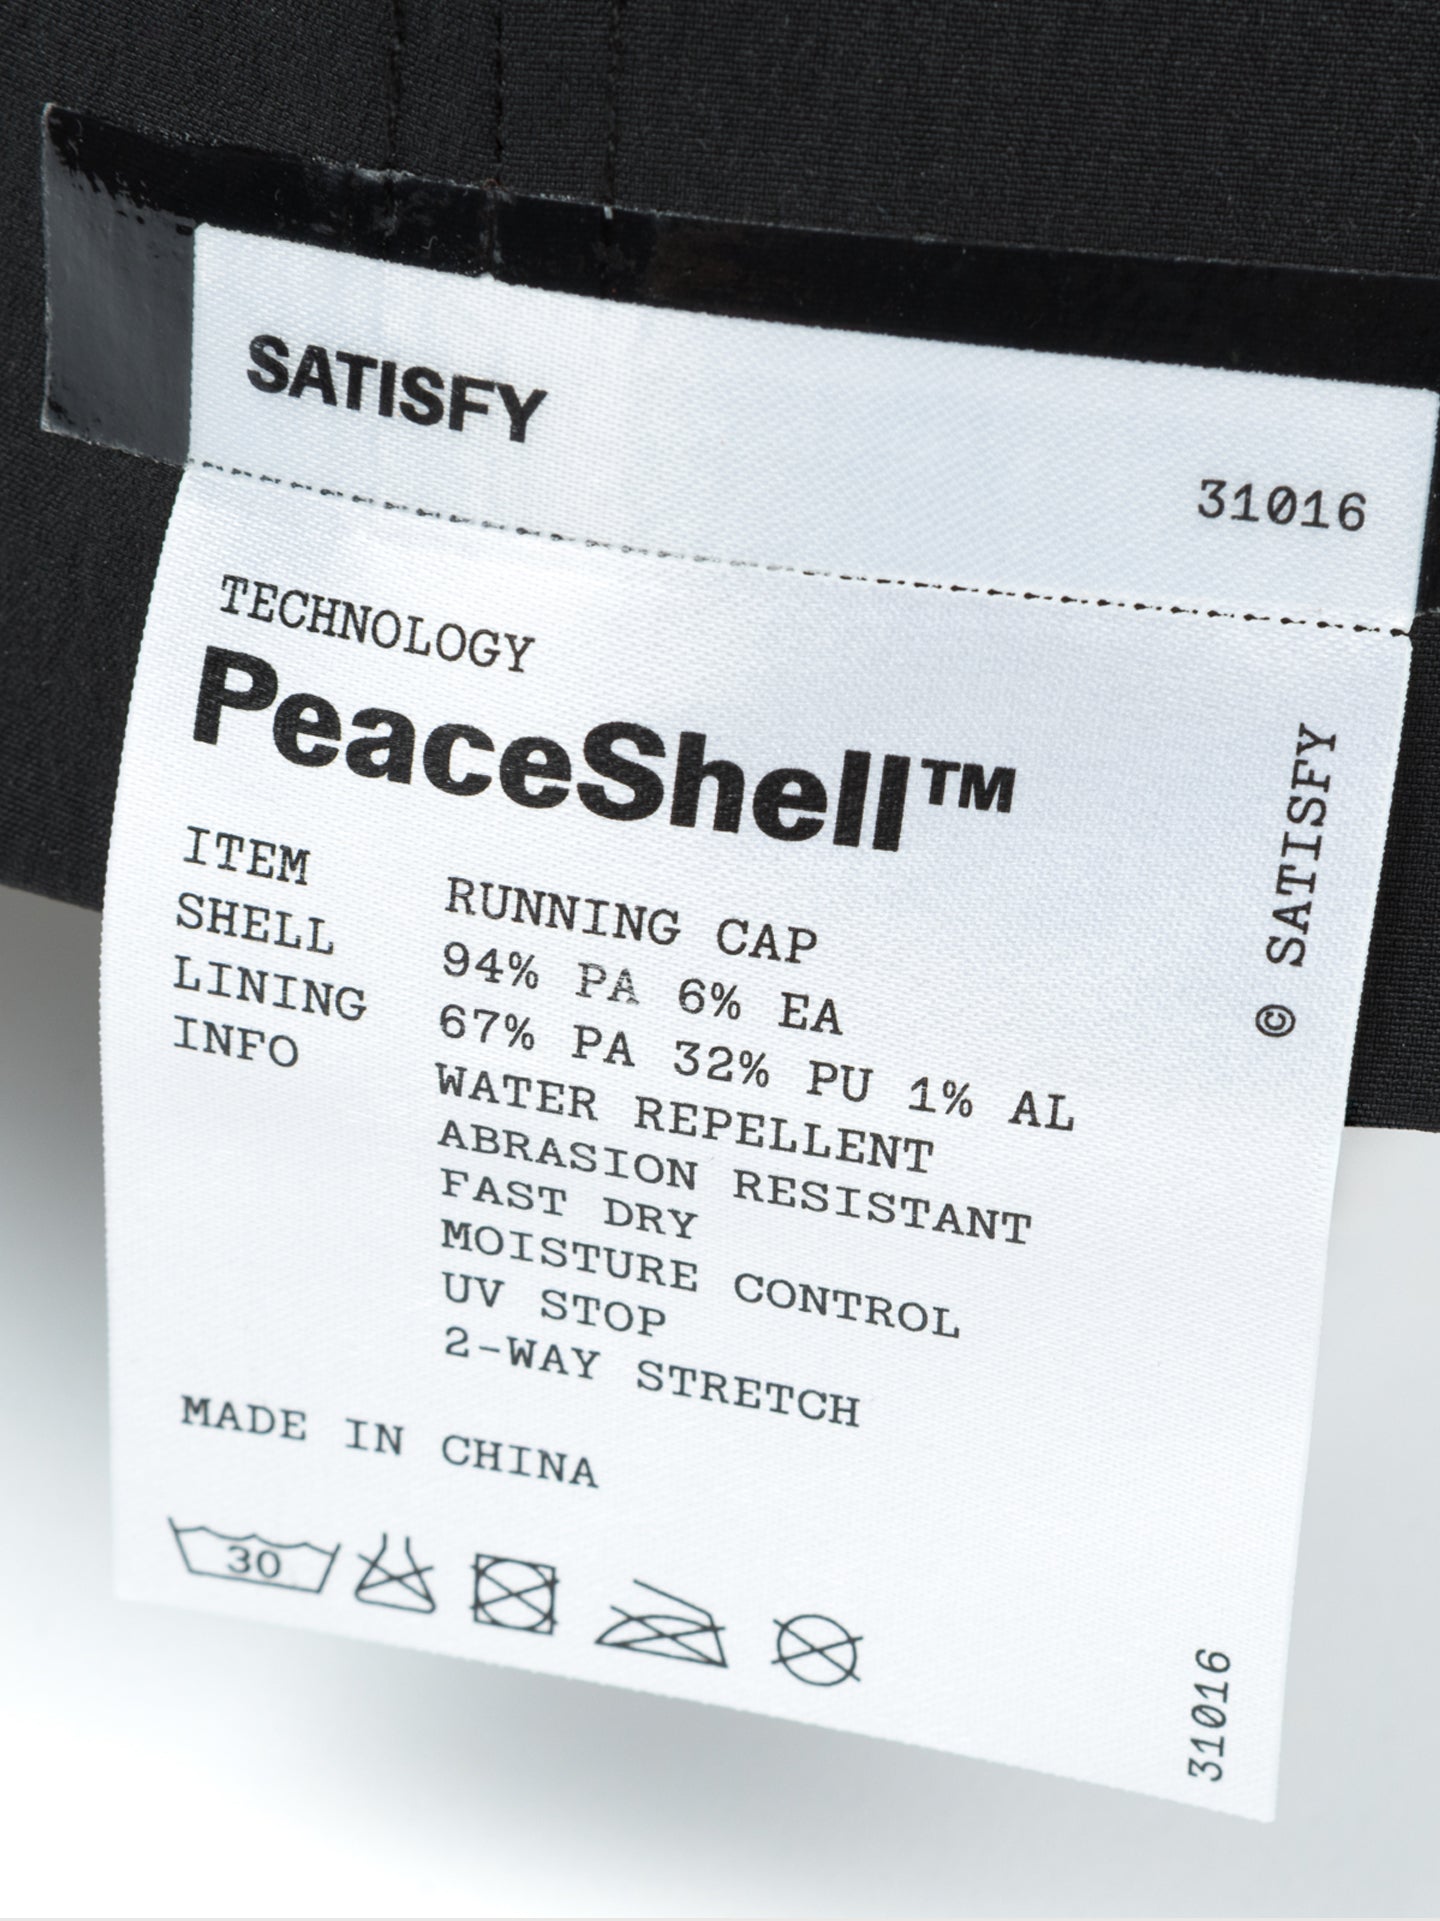 SATISFY
31016
TECHNOLOGY
PeaceShell™
ITEM RUNNING CAP
SHELL 94% PA 6% EA
LINING 67% PA 32% PU 1% AL
INFO WATER REPELLENT
ABRASION RESISTANT
FAST DRY
MOISTURE CONTROL
UV STOP
2-WAY STRETCH
MADE IN CHINA
30
© SATISFY
31016